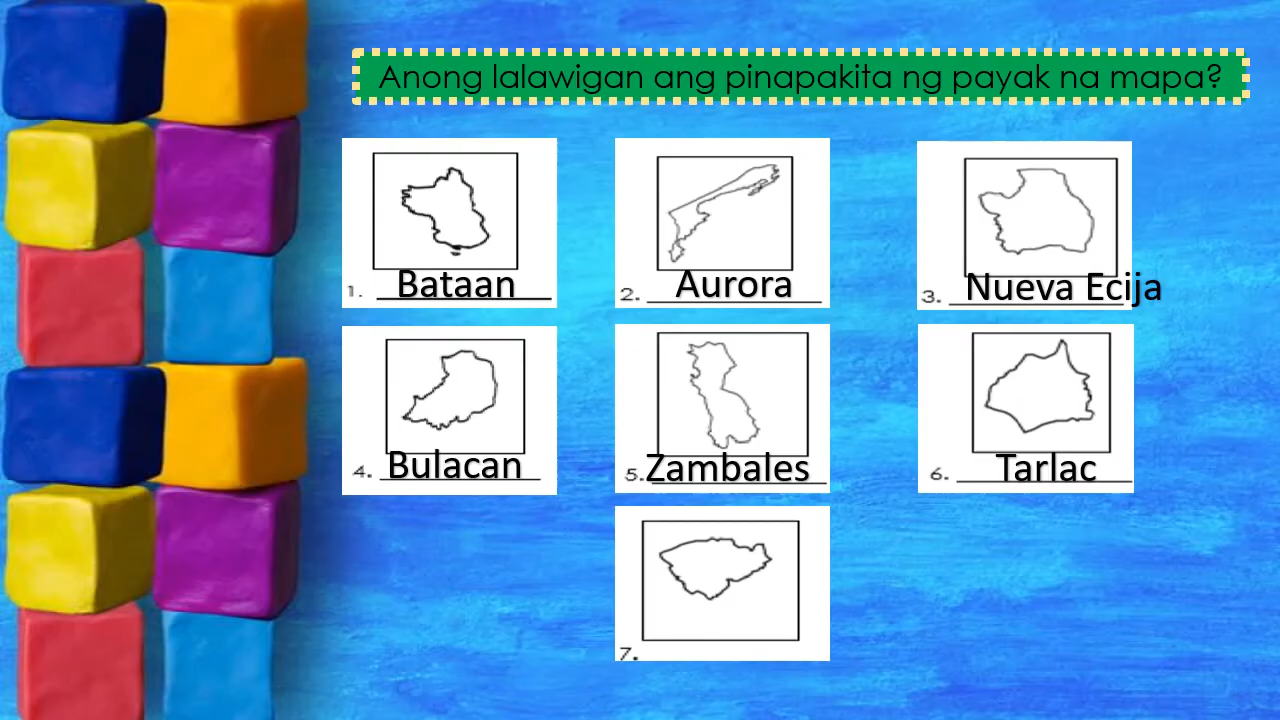 Anong lalawigan ang pinapakita ng payak na mapa?
1. Bataan
2. Aurora
3. Nueva Ecija
4. Bulacan
5. Zambales
6. Tarlac
7.